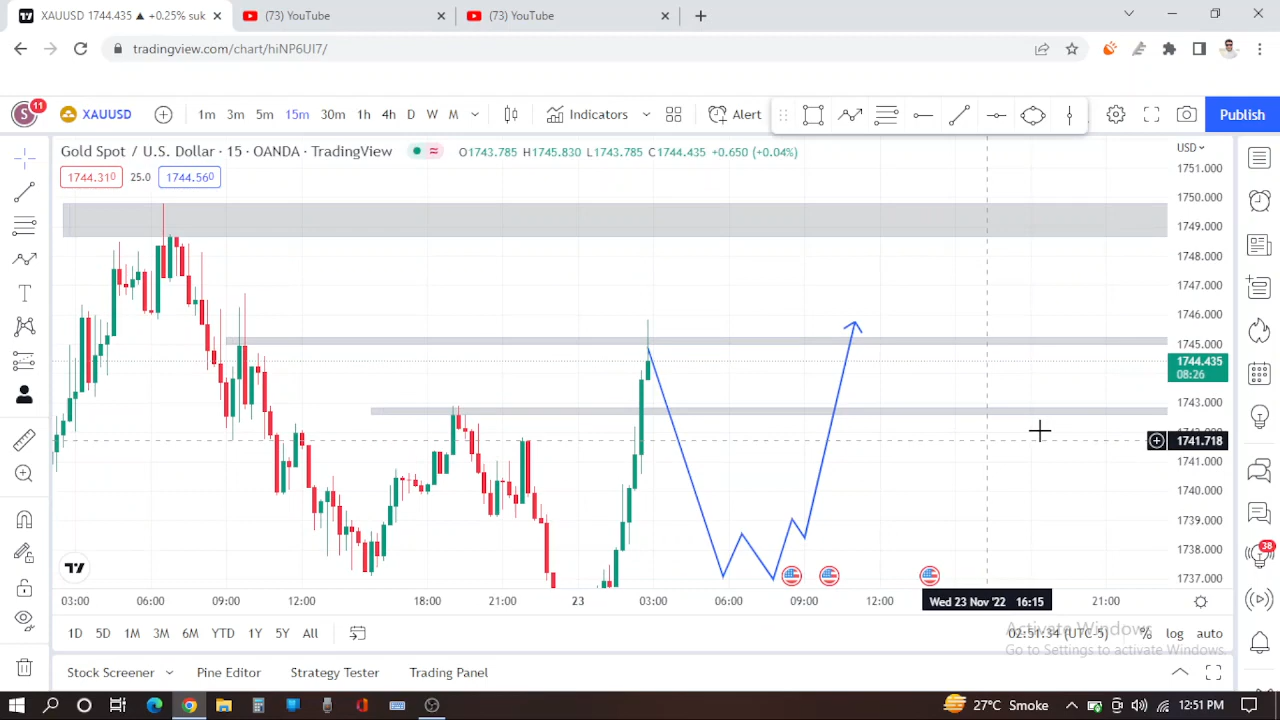 XAUUSD 1744.435 ▲ +0.25% suk
(73) YouTube
(73) YouTube
tradingview.com/chart/hiNP6UI7/
S 11
XAUUSD
1m 3m 5m 15m 30m 1h 4h D W M
Indicators
Alert
Publish
Gold Spot / U.S. Dollar · 15 · OANDA · TradingView
O1743.785 H1745.830 L1743.785 C1744.435 +0.650 (+0.04%)
USD
1744.310 25.0 1744.560
1751.000
1750.000
1749.000
1748.000
1747.000
1746.000
1745.000
1744.435
08:26
1743.000
1741.718
1741.000
1740.000
1739.000
1738.000
1737.000
38
03:00 06:00 09:00 12:00 18:00 21:00 23 03:00 06:00 09:00 12:00 Wed 23 Nov '22 16:15 21:00
1D 5D 1M 3M 6M YTD 1Y 5Y All
02:51:34 (UTC-5) % log auto
Activate Windows
Go to Settings to activate Windows.
Stock Screener Pine Editor Strategy Tester Trading Panel
27°C Smoke
12:51 PM